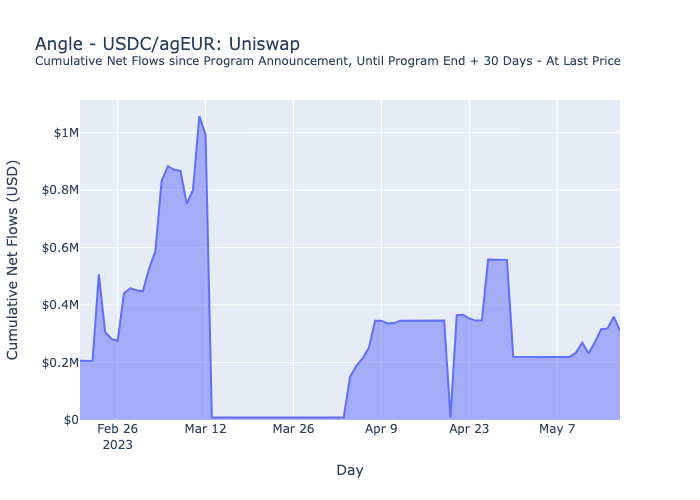 Angle - USDC/agEUR: Uniswap
Cumulative Net Flows since Program Announcement, Until Program End + 30 Days - At Last Price
Cumulative Net Flows (USD)
$1M
$0.8M
$0.6M
$0.4M
$0.2M
$0
Feb 26 Mar 12 Mar 26 Apr 9 Apr 23 May 7
2023
Day